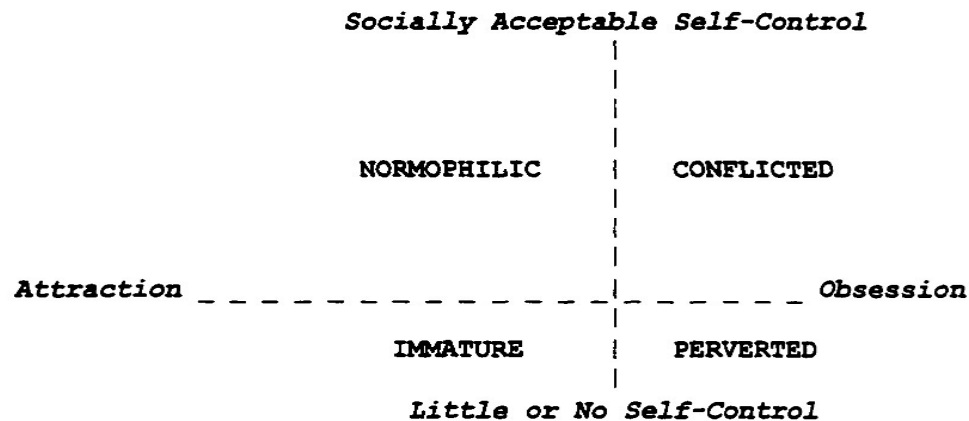 Socially Acceptable Self-Control
NORMOPHILIC CONFLICTED
Attraction Obsession
IMMATURE PERVERTED
Little or No Self-Control